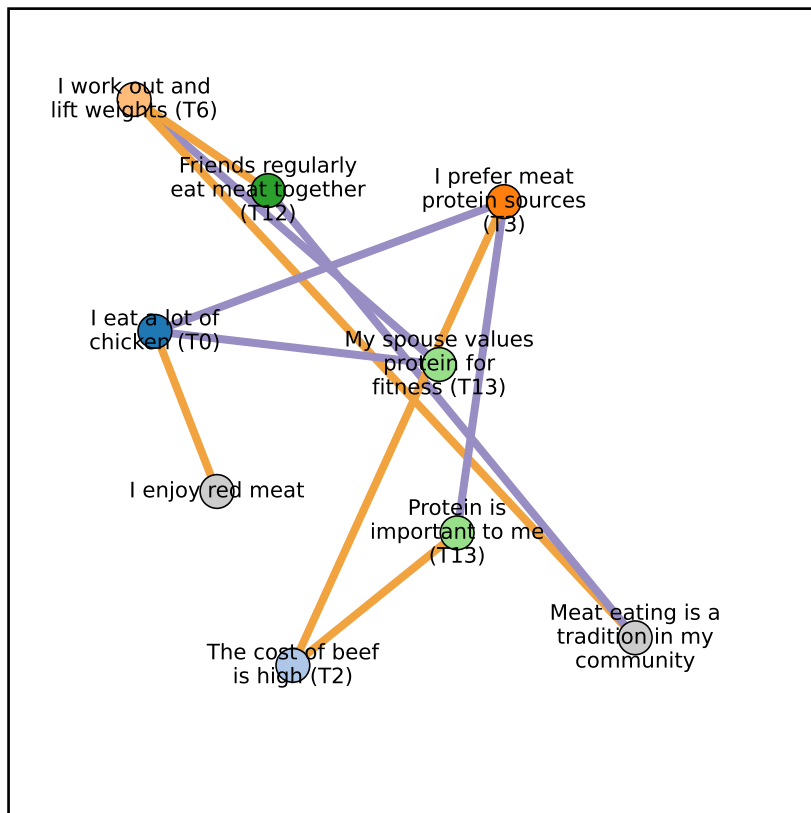 I work out and
lift weights (T6)
Friends regularly
eat meat together
(T12)
I prefer meat
protein sources
(T3)
I eat a lot of
chicken (T0)
My spouse values
protein for
fitness (T13)
I enjoy red meat
Protein is
important to me
(T13)
Meat eating is a
tradition in my
community
The cost of beef
is high (T2)